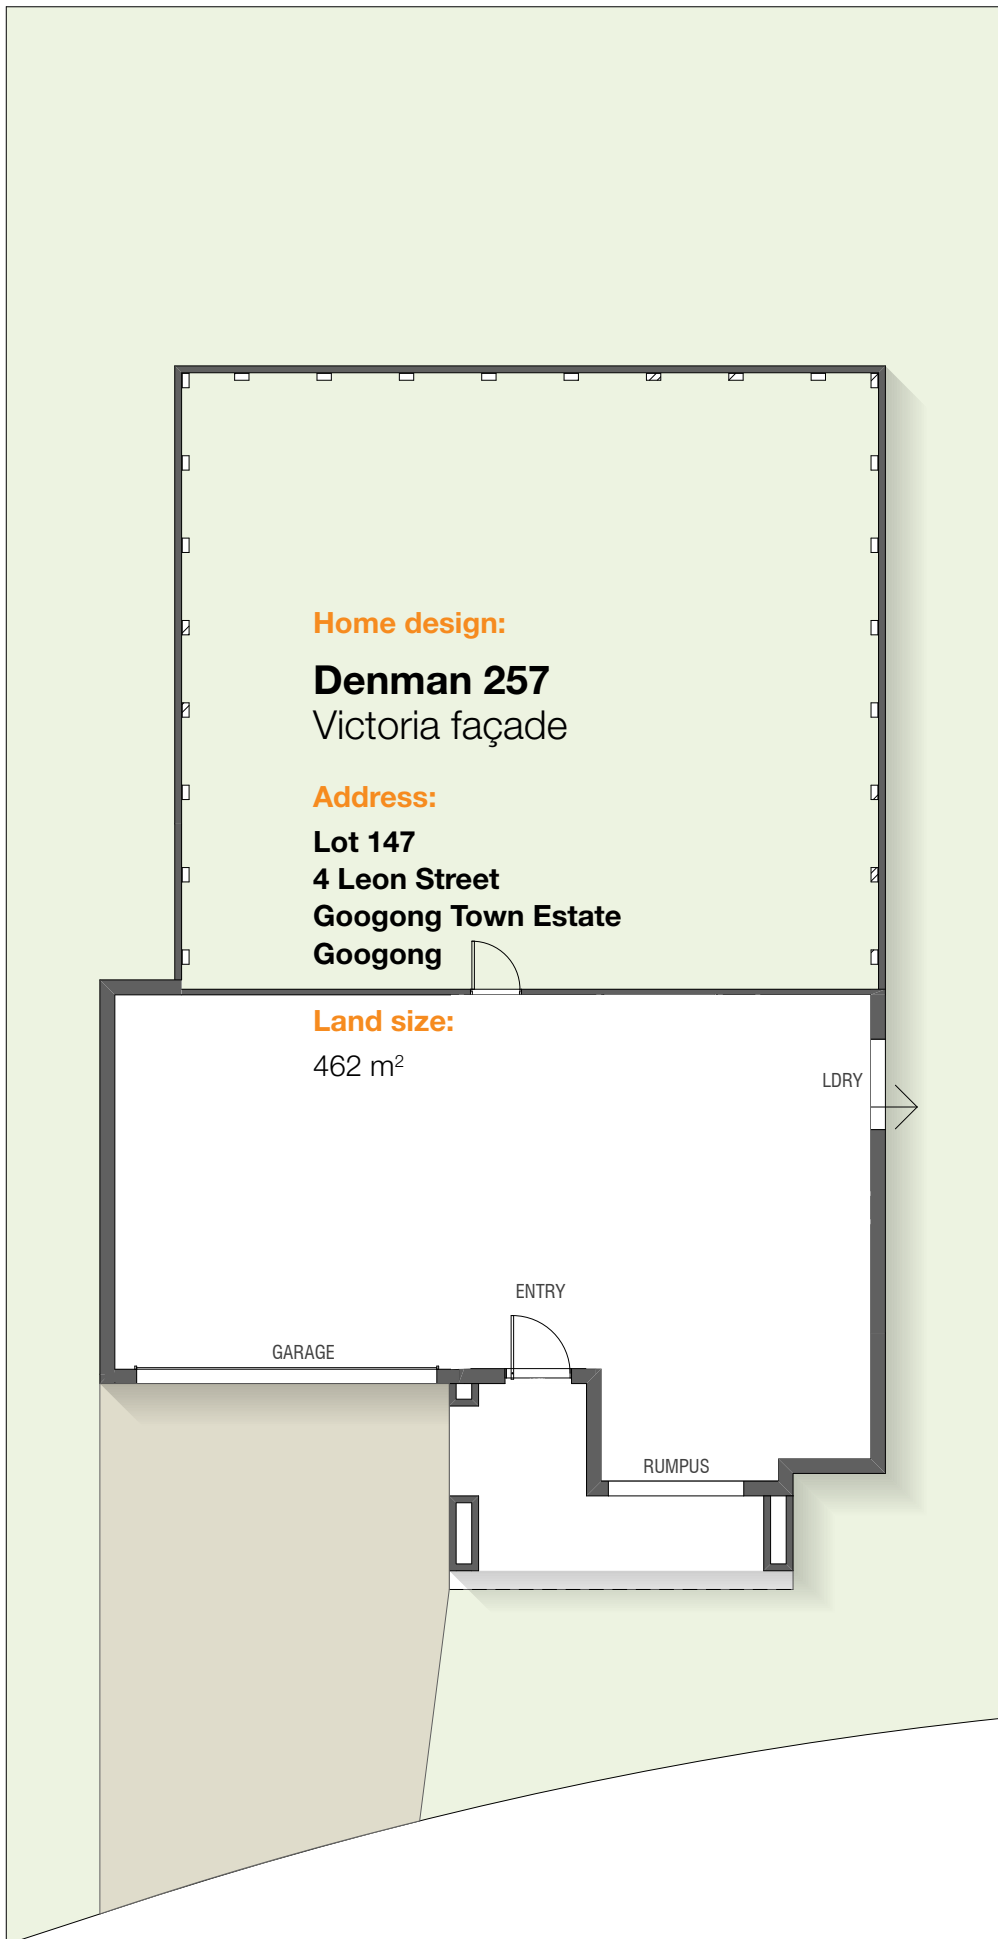 Home design:
Denman 257
Victoria façade
Address:
Lot 147
4 Leon Street
Googong Town Estate
Googong
Land size:
462 m²
LDRY
ENTRY
GARAGE
RUMPUS